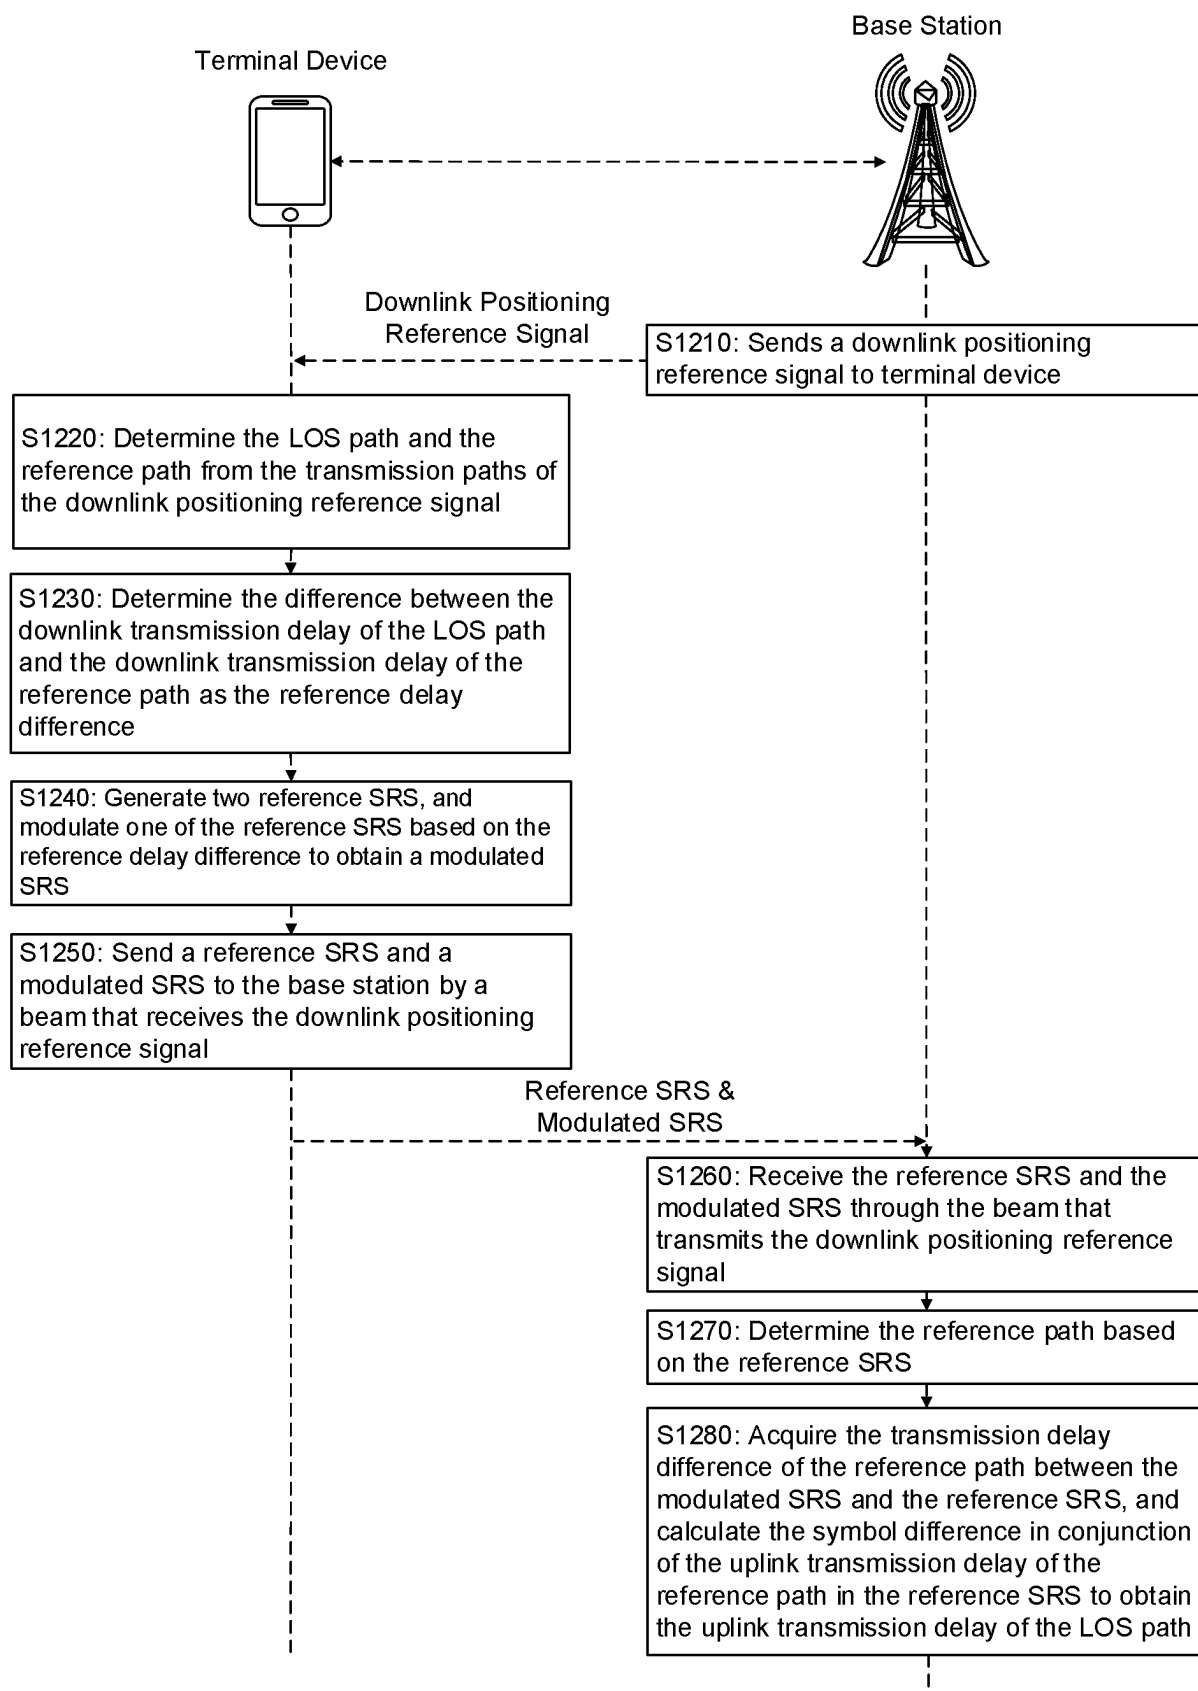 Base Station
Terminal Device
Downlink Positioning
Reference Signal
S1210: Sends a downlink positioning
reference signal to terminal device
S1220: Determine the LOS path and the
reference path from the transmission paths of
the downlink positioning reference signal
S1230: Determine the difference between the
downlink transmission delay of the LOS path
and the downlink transmission delay of the
reference path as the reference delay
difference
S1240: Generate two reference SRS, and
modulate one of the reference SRS based on the
reference delay difference to obtain a modulated
SRS
S1250: Send a reference SRS and a
modulated SRS to the base station by a
beam that receives the downlink positioning
reference signal
Reference SRS &
Modulated SRS
S1260: Receive the reference SRS and the
modulated SRS through the beam that
transmits the downlink positioning reference
signal
S1270: Determine the reference path based
on the reference SRS
S1280: Acquire the transmission delay
difference of the reference path between the
modulated SRS and the reference SRS, and
calculate the symbol difference in conjunction
of the uplink transmission delay of the
reference path in the reference SRS to obtain
the uplink transmission delay of the LOS path